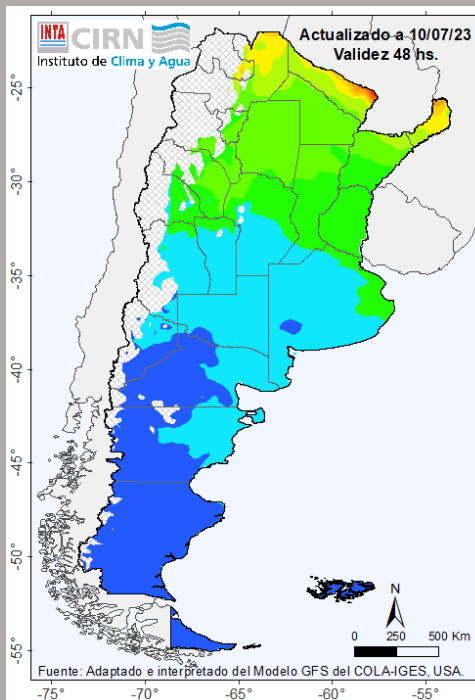 INTA
CIRN
Instituto de Clima y Agua
Actualizado a 10/07/23
Validez 48 hs.
-25°
-30°
-35°
-40°
-45°
-50°
-55°
N
0 250 500 Km
Fuente: Adaptado e interpretado del Modelo GFS del COLA-IGES, USA.
-75 -70 -65 -60 -55